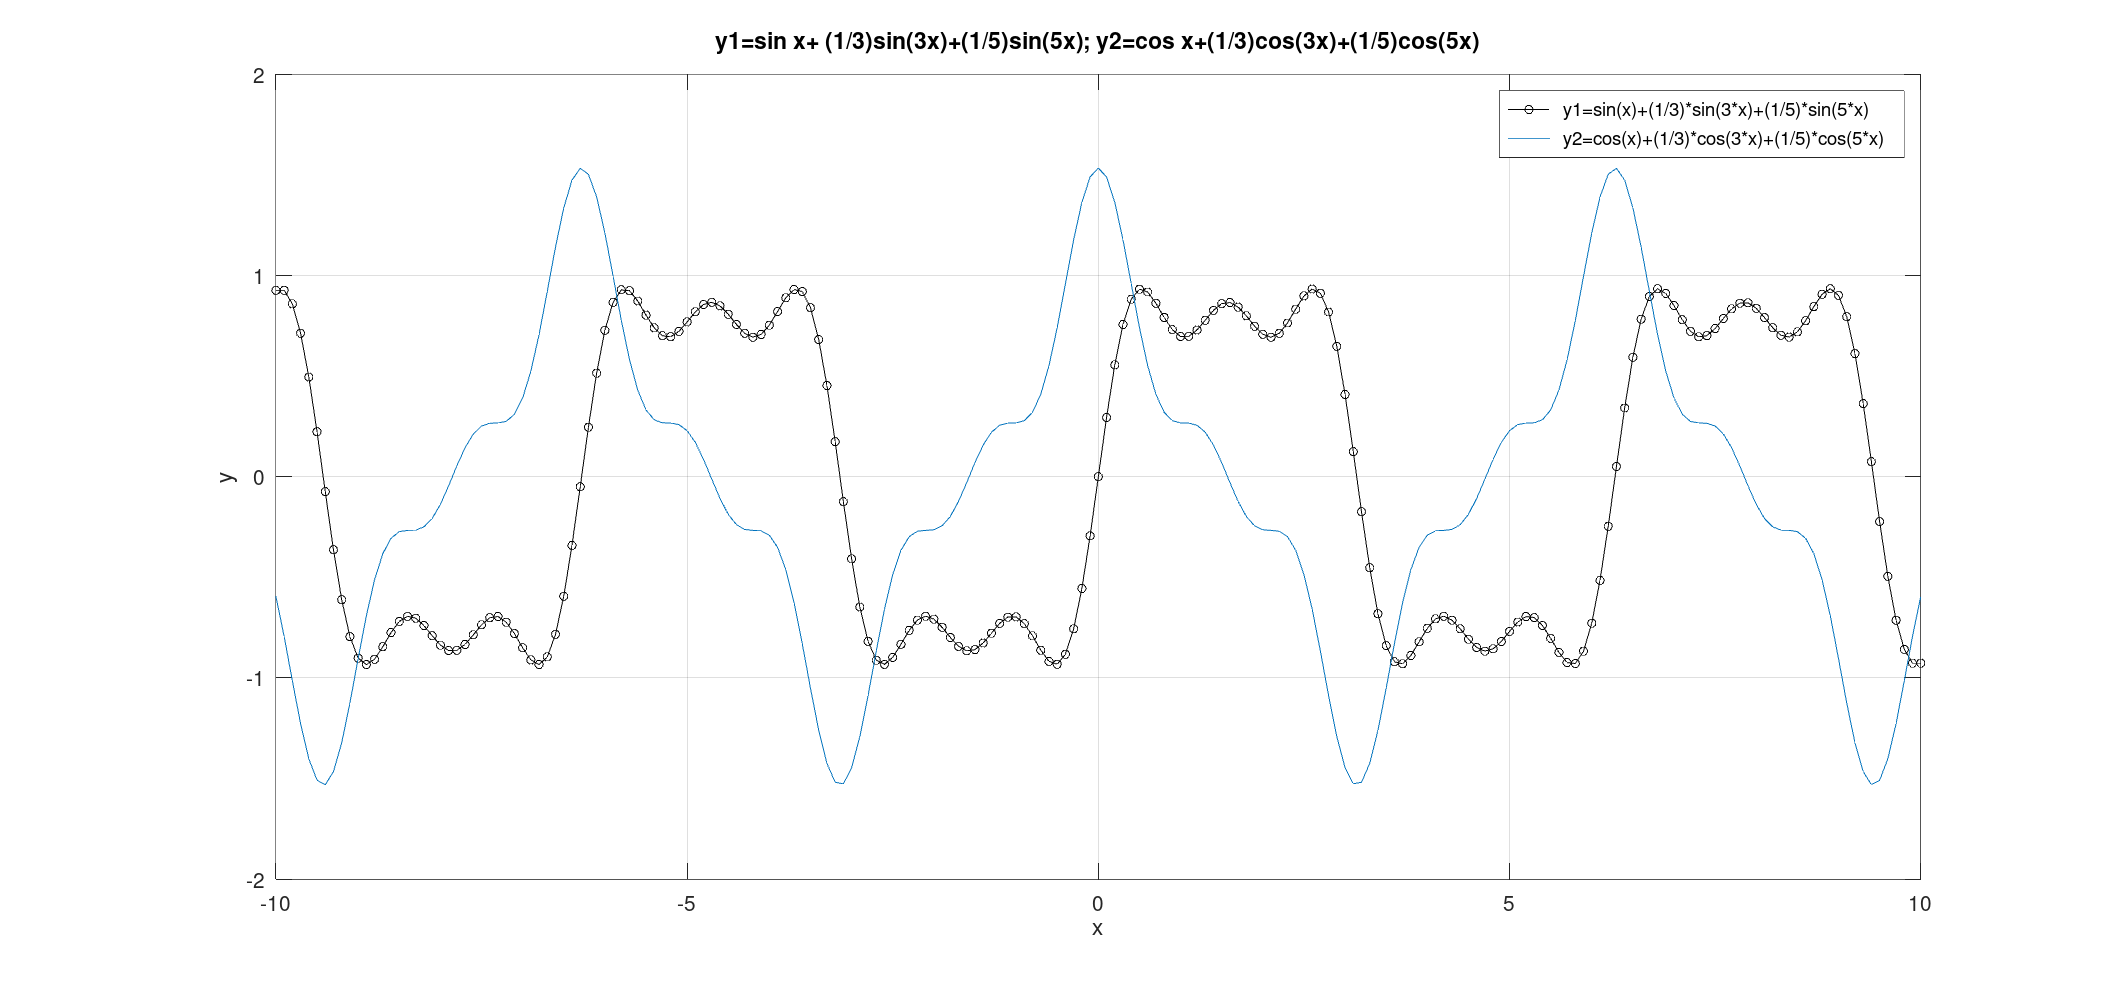 y1=sin x+ (1/3)sin(3x)+(1/5)sin(5x); y2=cos x+(1/3)cos(3x)+(1/5)cos(5x)
y1=sin(x)+(1/3)*sin(3*x)+(1/5)*sin(5*x)
y2=cos(x)+(1/3)*cos(3*x)+(1/5)*cos(5*x)
2
1
0
-1
-2
y
-10 -5 0 5 10
x